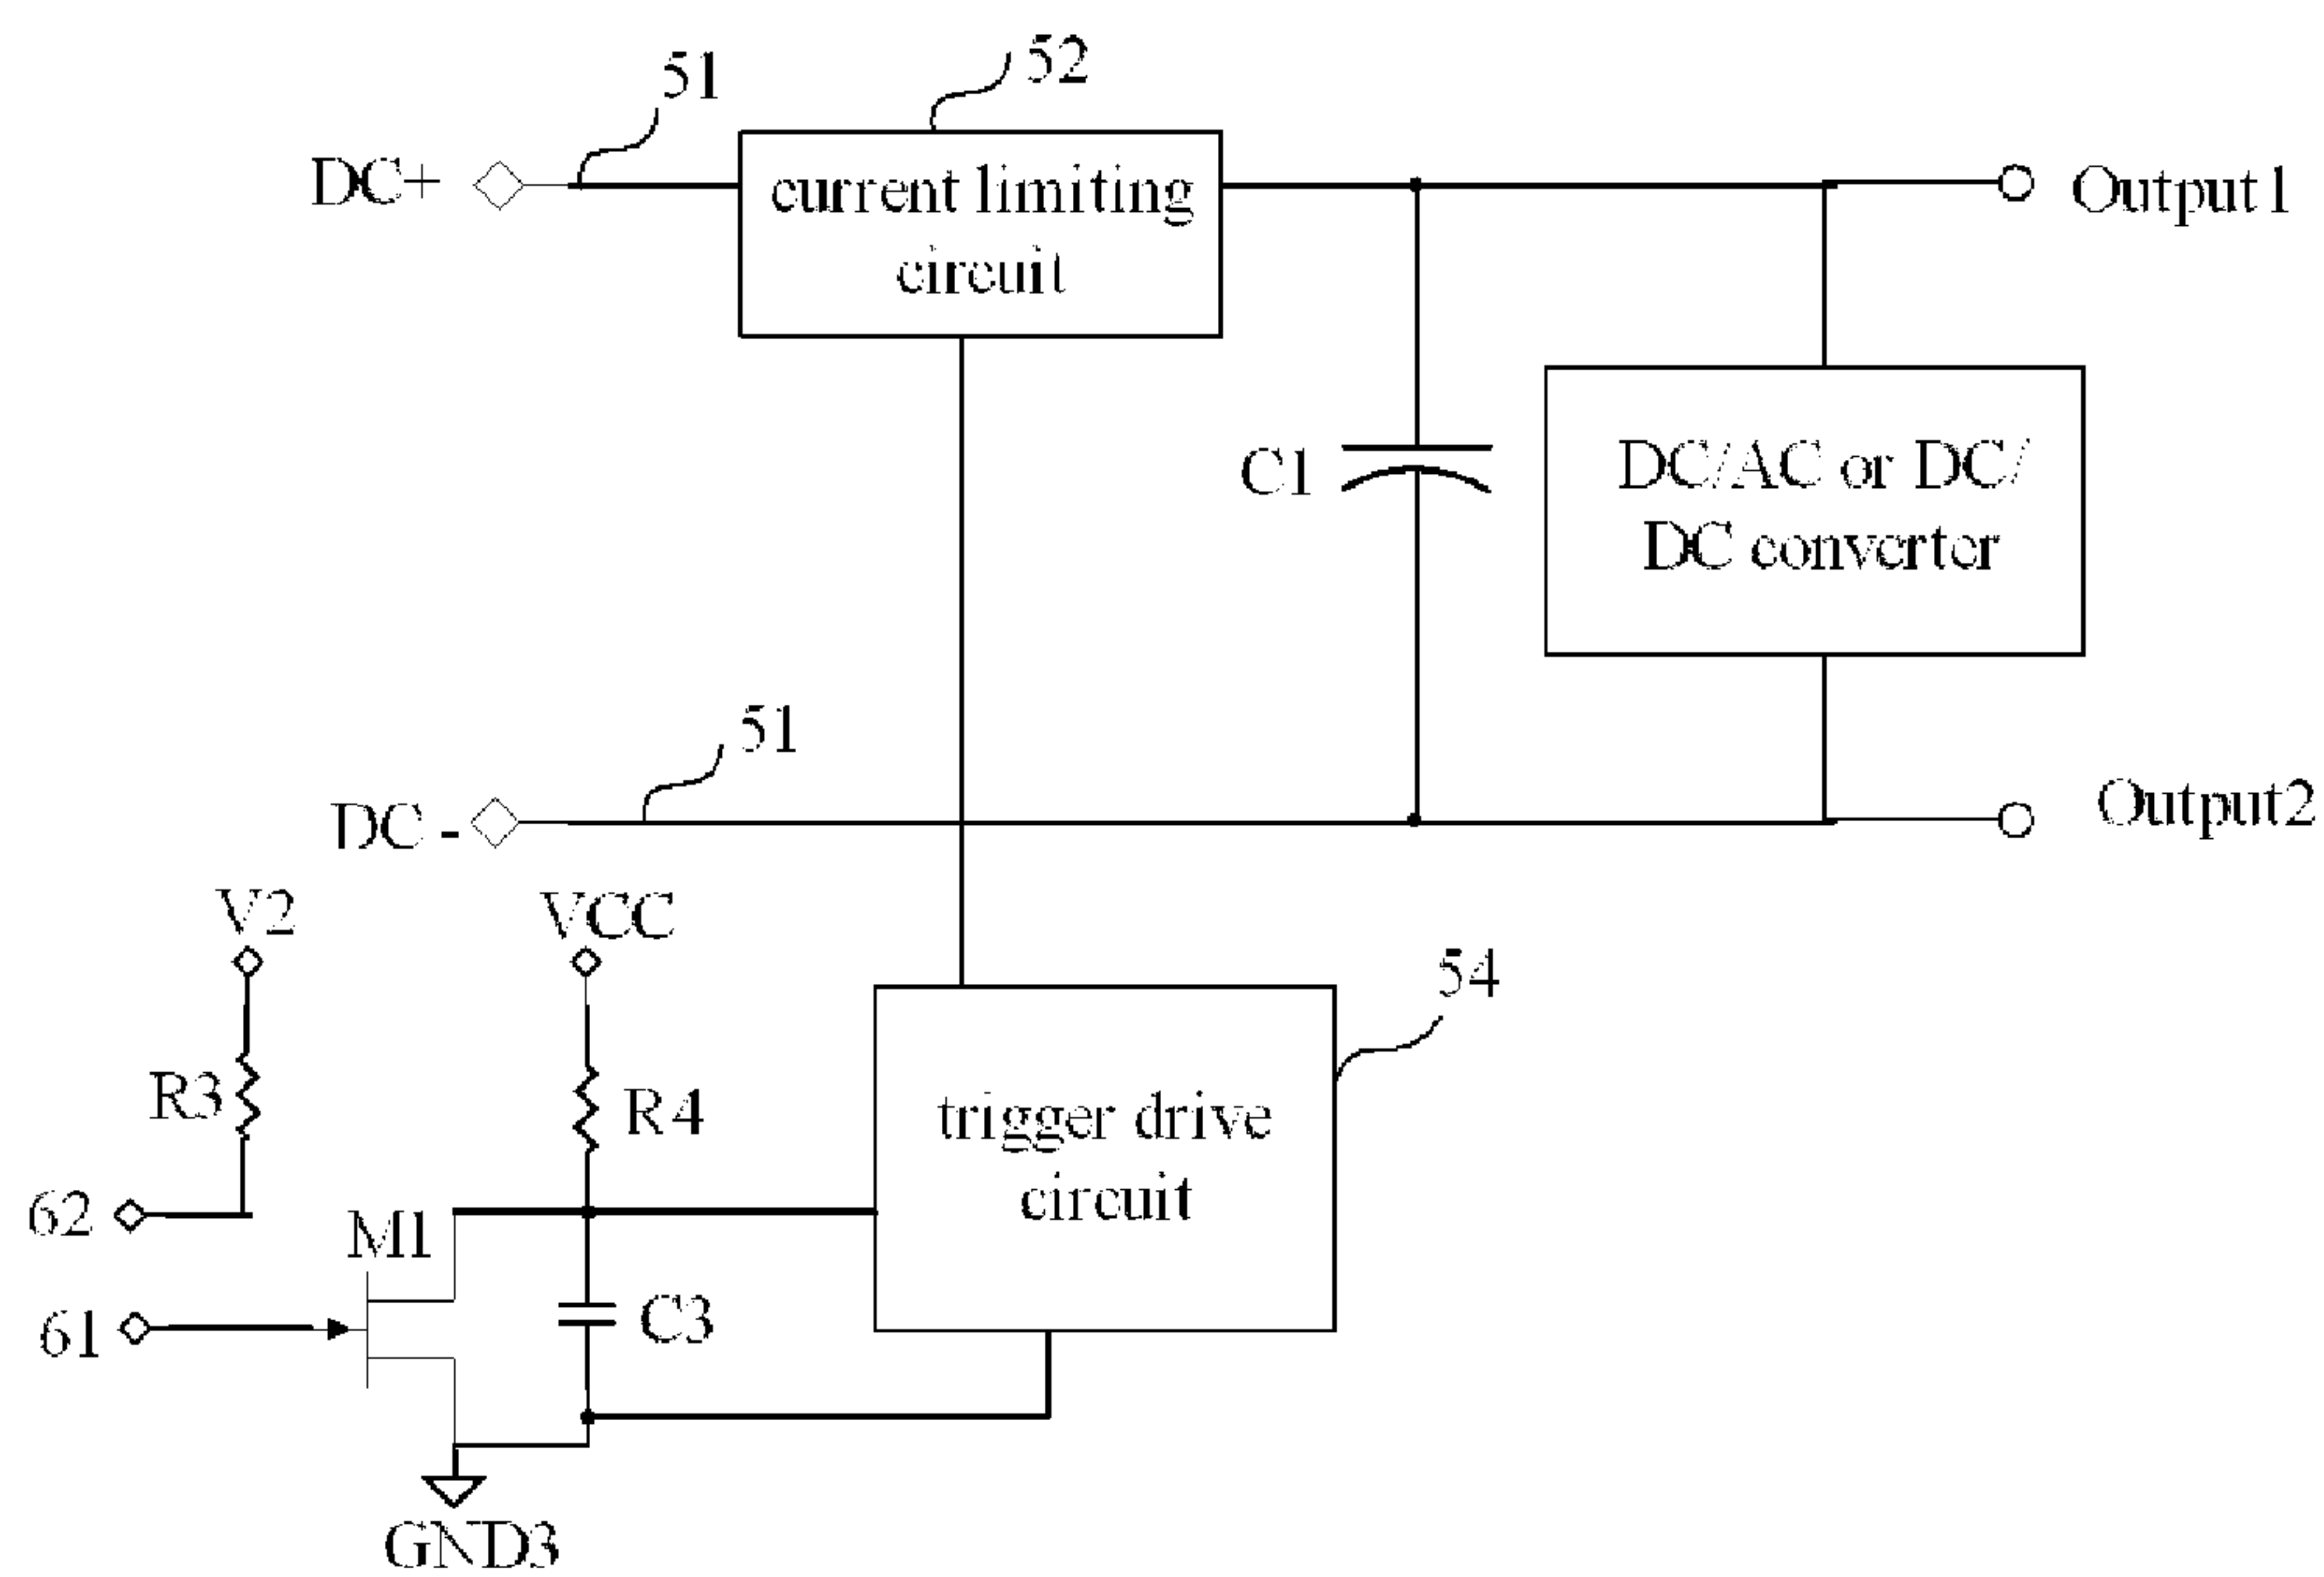 51
52
DC+
current limiting
circuit
Output1
C1
DC/AC or DC/
DC converter
51
DC -
Output2
V2
VCC
54
R3
R4
trigger drive
circuit
62
M1
61
C3
GND3